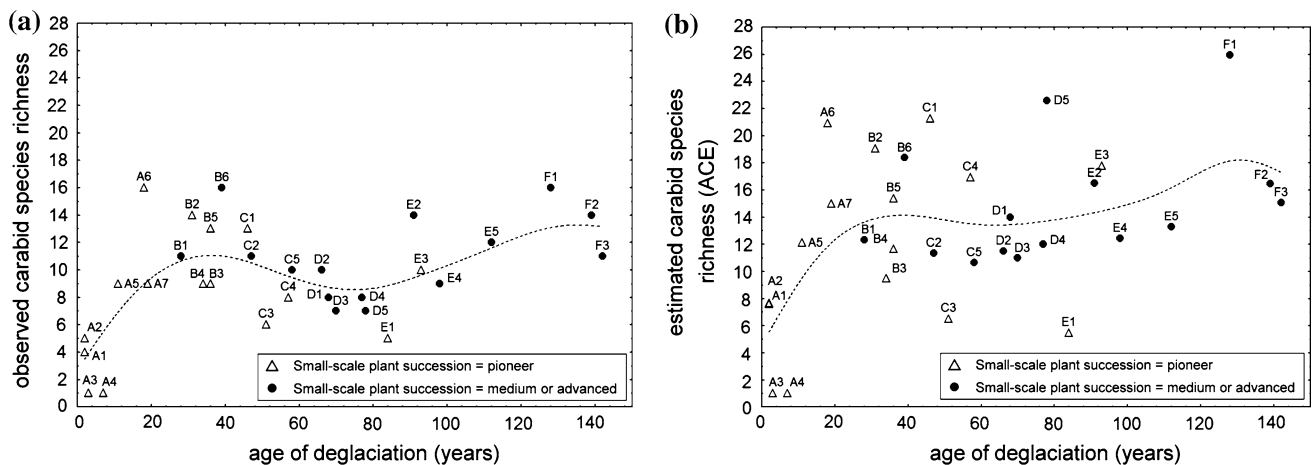 (a)
observed carabid species richness
28
26
24
22
20
18
16
14
12
10
8
6
4
2
0
A6
B6
F1
B2
E2
F2
B5
C1
B1
C2
E5
F3
C5
D2
E3
A5
A7
B4
B3
E4
C4
D1
D3
D4
D5
C3
A2
E1
A1
A3
A4
△ Small-scale plant succession = pioneer
● Small-scale plant succession = medium or advanced
0 20 40 60 80 100 120 140
age of deglaciation (years)
(b)
estimated carabid species
richness (ACE)
28
26
24
22
20
18
16
14
12
10
8
6
4
2
0
F1
D5
A6
C1
B2
B6
E3
C4
E2
F2
B5
F3
A7
D1
E5
B1
B4
A5
E4
D4
C2
D2
D3
C5
B3
A2
A1
C3
E1
A3
A4
△ Small-scale plant succession = pioneer
● Small-scale plant succession = medium or advanced
0 20 40 60 80 100 120 140
age of deglaciation (years)